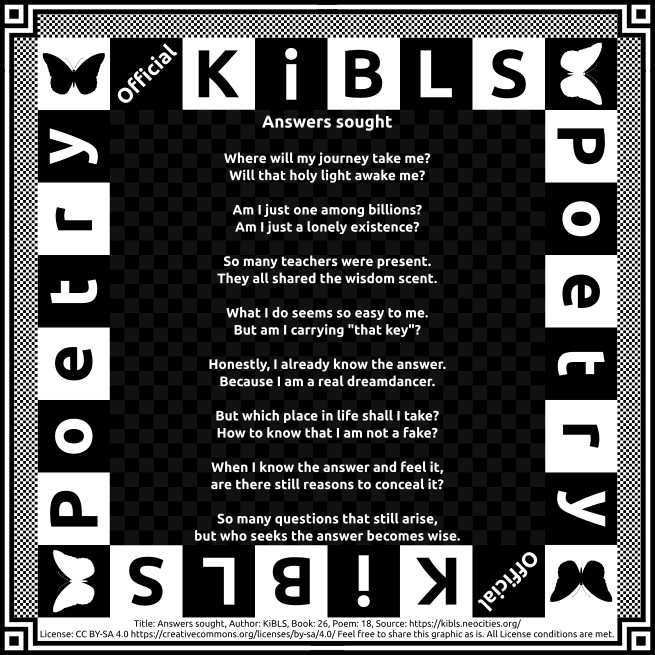 Official KiBLS
Poetry
Poetry
Answers sought
Where will my journey take me?
Will that holy light awake me?
Am I just one among billions?
Am I just a lonely existence?
So many teachers were present.
They all shared the wisdom scent.
What I do seems so easy to me.
But am I carrying "that key"?
Honestly, I already know the answer.
Because I am a real dreamdancer.
But which place in life shall I take?
How to know that I am not a fake?
When I know the answer and feel it,
are there still reasons to conceal it?
So many questions that still arise,
but who seeks the answer becomes wise.
Official KiBLS
Title: Answers sought, Author: KiBLS, Book: 26, Poem: 18, Source: https://kibls.neocities.org/
License: CC BY-SA 4.0 https://creativecommons.org/licenses/by-sa/4.0/ Feel free to share this graphic as is. All License conditions are met.